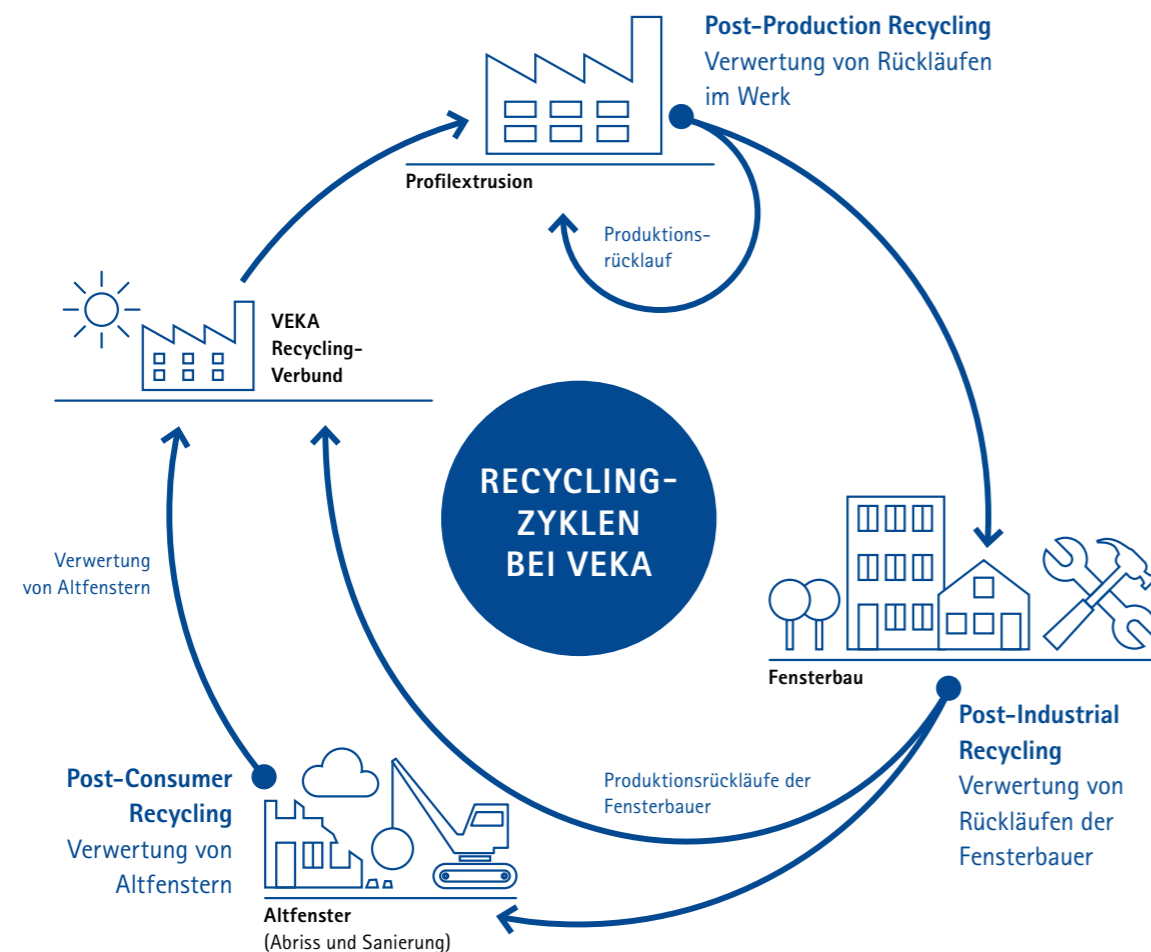 Post-Production Recycling
Verwertung von Rückläufen
im Werk
Profilextrusion
Produktions-
rücklauf
VEKA
Recycling-
Verbund
RECYCLING-
ZYKLEN
BEI VEKA
Verwertung
von Altfenstern
Fensterbau
Post-Industrial
Recycling
Verwertung von
Rückläufen der
Fensterbauer
Produktionsrückläufe der
Fensterbauer
Post-Consumer
Recycling
Verwertung von
Altfenstern
Altfenster
(Abriss und Sanierung)